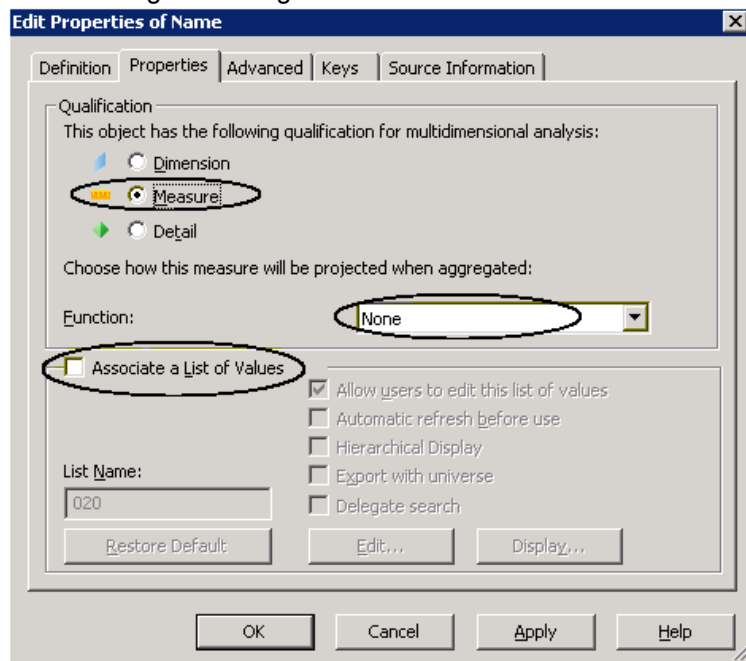 Edit Properties of Name
Definition Properties Advanced Keys Source Information
Qualification
This object has the following qualification for multidimensional analysis:
Dimension
Measure
Detail
Choose how this measure will be projected when aggregated:
Function: None
Associate a List of Values
Allow users to edit this list of values
Automatic refresh before use
Hierarchical Display
List Name: Export with universe
020 Delegate search
Restore Default Edit... Display...
OK Cancel Apply Help